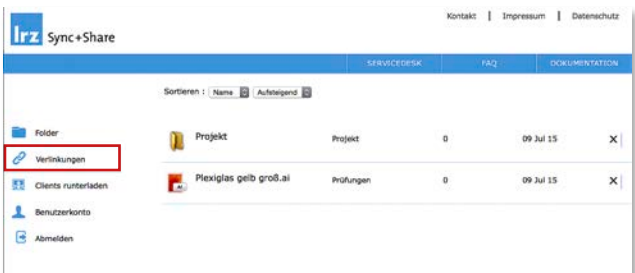 Kontakt | Impressum | Datenschutz
lrz Sync+Share
SERVICEDESK FAQ DOKUMENTATION
Sortieren : Name Aufsteigend
Folder
Verlinkungen
Clients runterladen
Benutzerkonto
Abmelden
Projekt Projekt 0 09 Jul 15 X
Plexiglas gelb groß.ai Prüfungen 0 09 Jul 15 X